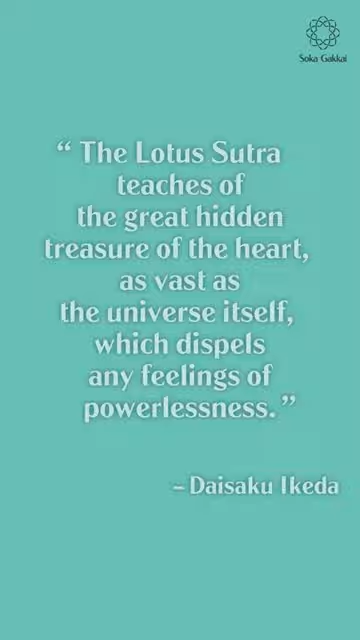 Soka Gakkai
“ The Lotus Sutra
teaches of
the great hidden
treasure of the heart,
as vast as
the universe itself,
which dispels
any feelings of
powerlessness. ”
– Daisaku Ikeda